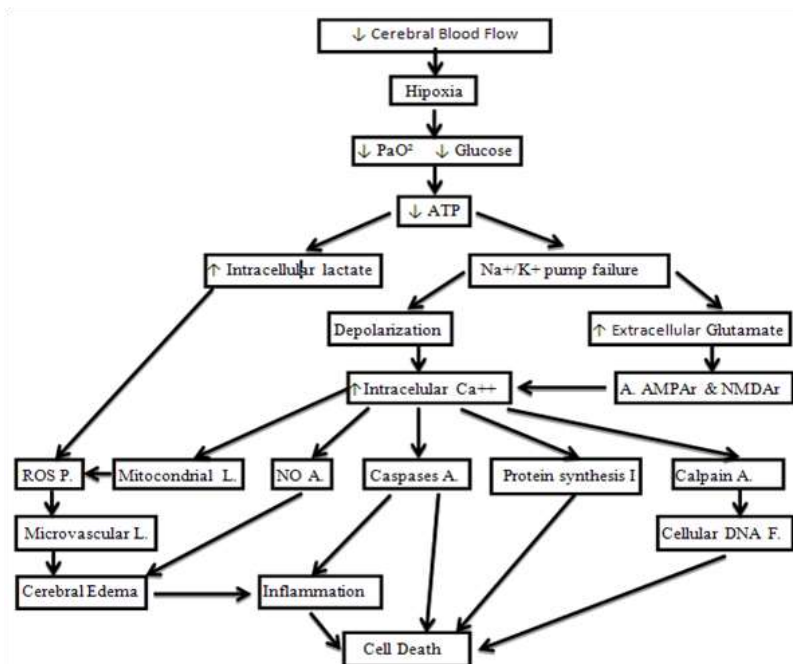 ↓ Cerebral Blood Flow
Hipoxia
↓ PaO² ↓ Glucose
↓ ATP
↑ Intracellular lactate
Na+/K+ pump failure
Depolarization
↑ Extracellular Glutamate
↑Intracelular Ca++
A. AMPAr & NMDAr
ROS P.
Mitocondrial L.
NO A.
Caspases A.
Protein synthesis I
Calpain A.
Microvascular L.
Cellular DNA F.
Cerebral Edema
Inflammation
Cell Death